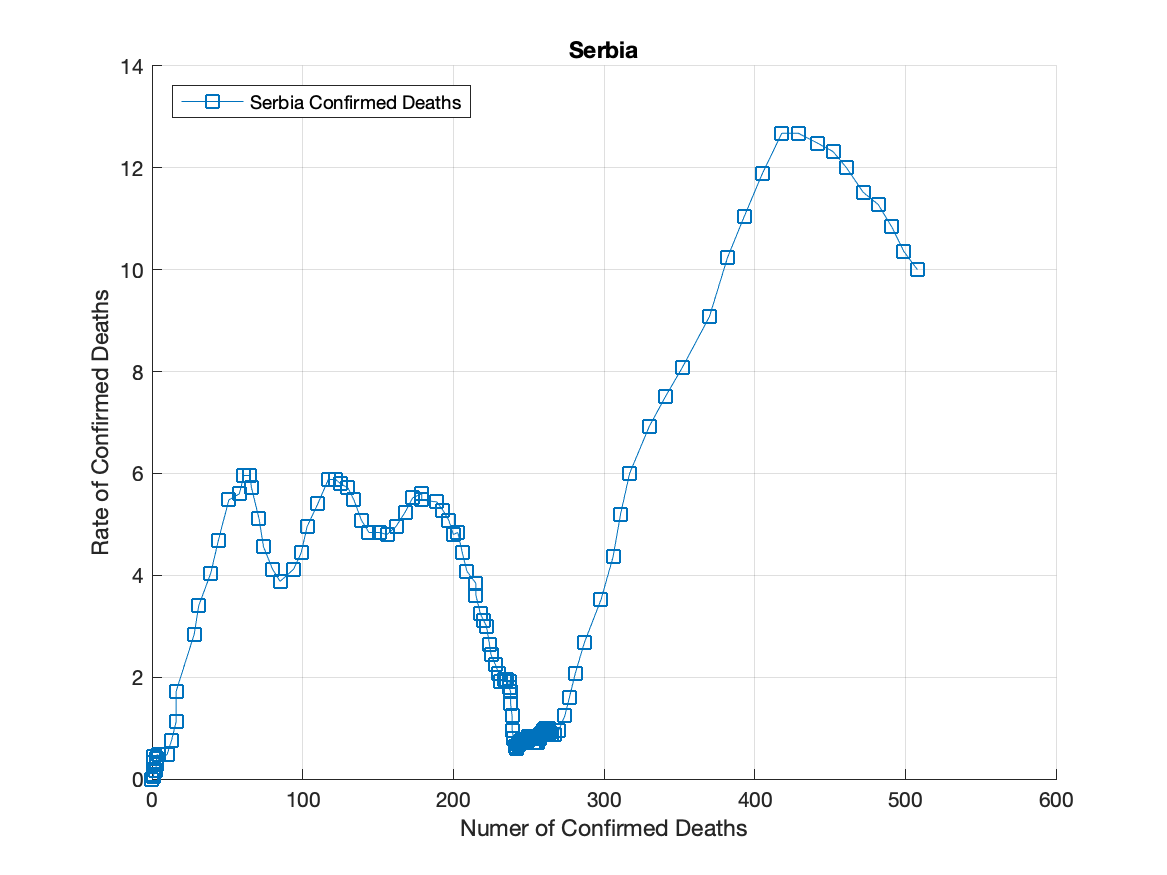 Serbia
Serbia Confirmed Deaths
14
12
10
8
6
4
2
0
Rate of Confirmed Deaths
0 100 200 300 400 500 600
Numer of Confirmed Deaths